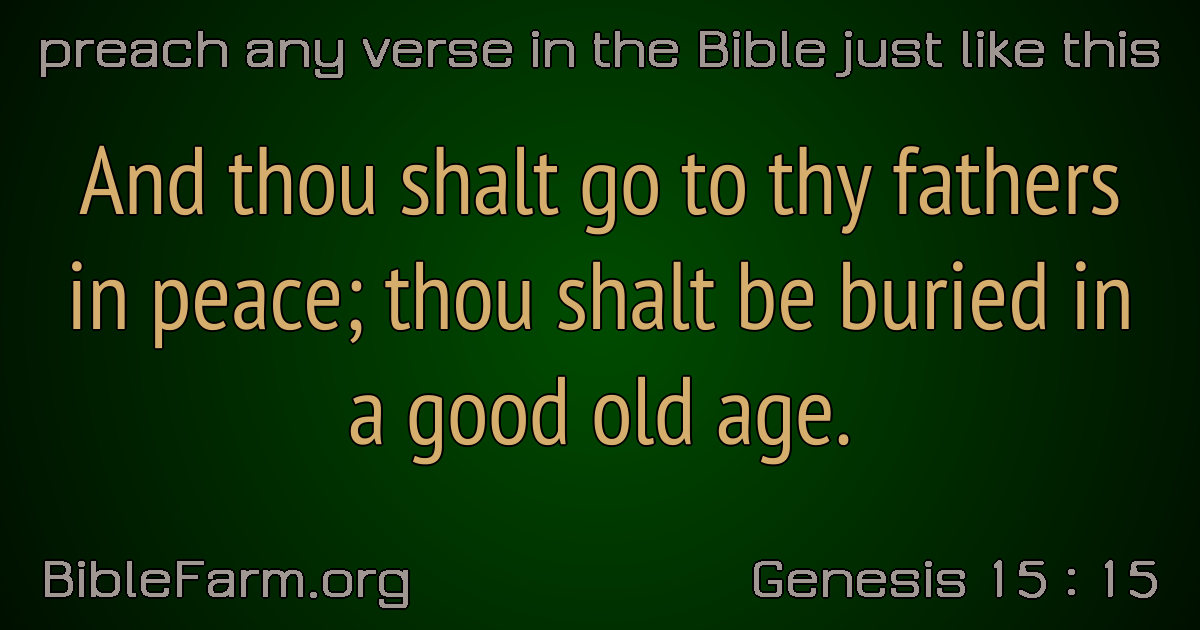 preach any verse in the Bible just like this
And thou shalt go to thy fathers
in peace; thou shalt be buried in
a good old age.
BibleFarm.org
Genesis 15 : 15